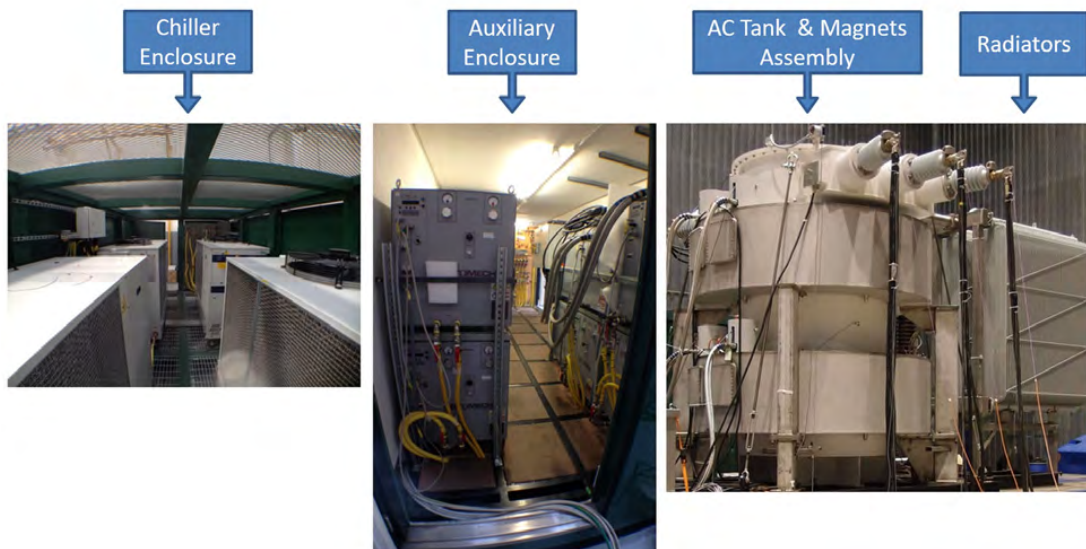 Chiller
Enclosure
Auxiliary
Enclosure
AC Tank & Magnets
Assembly
Radiators